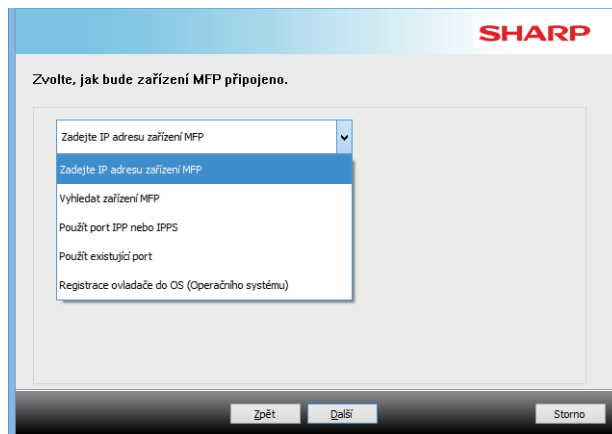 SHARP
Zvolte, jak bude zařízení MFP připojeno.
Zadejte IP adresu zařízení MFP
Zadejte IP adresu zařízení MFP
Vyhledat zařízení MFP
Použít port IPP nebo IPPS
Použít existující port
Registrace ovladače do OS (Operačního systému)
Zpět Další Storno